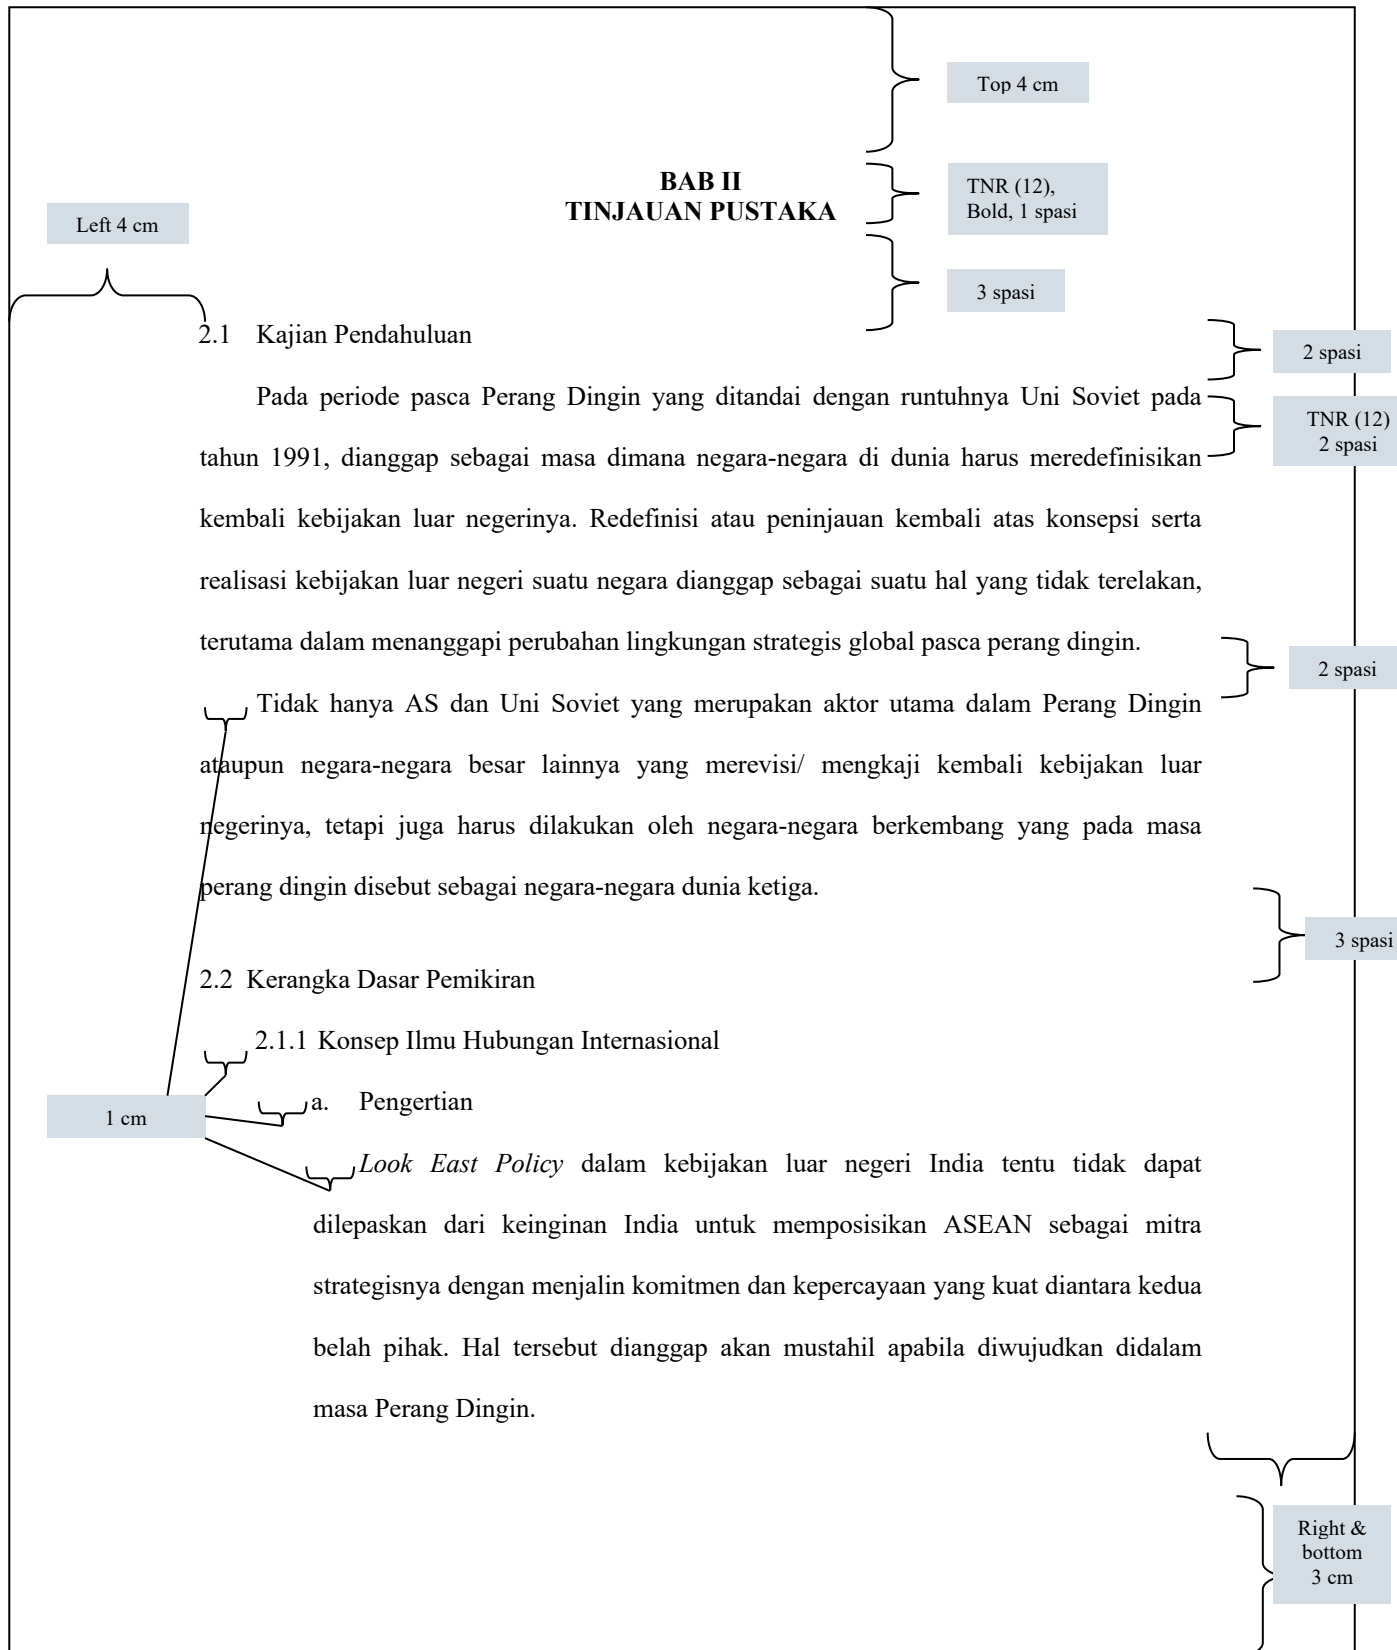 Top 4 cm
BAB II
TINJAUAN PUSTAKA
TNR (12),
Bold, 1 spasi
Left 4 cm
3 spasi
2.1 Kajian Pendahuluan
2 spasi
Pada periode pasca Perang Dingin yang ditandai dengan runtuhnya Uni Soviet pada
TNR (12)
2 spasi
tahun 1991, dianggap sebagai masa dimana negara-negara di dunia harus meredefinisikan
kembali kebijakan luar negerinya. Redefinisi atau peninjauan kembali atas konsepsi serta
realisasi kebijakan luar negeri suatu negara dianggap sebagai suatu hal yang tidak terelakan,
terutama dalam menanggapi perubahan lingkungan strategis global pasca perang dingin.
2 spasi
Tidak hanya AS dan Uni Soviet yang merupakan aktor utama dalam Perang Dingin
ataupun negara-negara besar lainnya yang merevisi/ mengkaji kembali kebijakan luar
negerinya, tetapi juga harus dilakukan oleh negara-negara berkembang yang pada masa
perang dingin disebut sebagai negara-negara dunia ketiga.
3 spasi
2.2 Kerangka Dasar Pemikiran
2.1.1 Konsep Ilmu Hubungan Internasional
1 cm
a. Pengertian
Look East Policy dalam kebijakan luar negeri India tentu tidak dapat
dilepaskan dari keinginan India untuk memposisikan ASEAN sebagai mitra
strategisnya dengan menjalin komitmen dan kepercayaan yang kuat diantara kedua
belah pihak. Hal tersebut dianggap akan mustahil apabila diwujudkan didalam
masa Perang Dingin.
Right &
bottom
3 cm